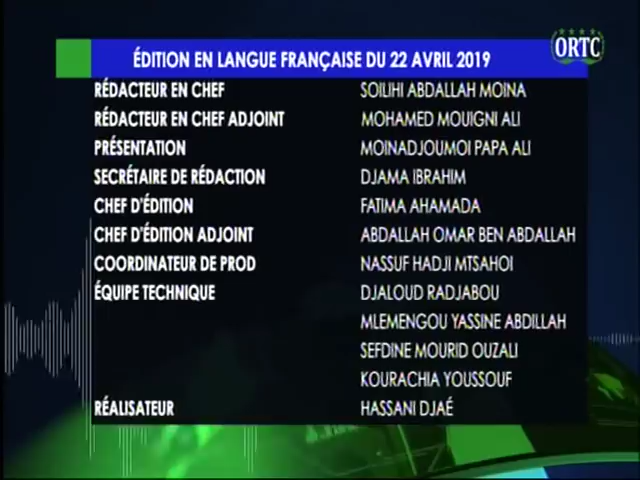 ÉDITION EN LANGUE FRANÇAISE DU 22 AVRIL 2019
ORTC
RÉDACTEUR EN CHEF SOILIHI ABDALLAH MOINA
RÉDACTEUR EN CHEF ADJOINT MOHAMED MOUIGNI ALI
PRÉSENTATION MOINADJOUMOI PAPA ALI
SECRÉTAIRE DE RÉDACTION DJAMA IBRAHIM
CHEF D'ÉDITION FATIMA AHAMADA
CHEF D'ÉDITION ADJOINT ABDALLAH OMAR BEN ABDALLAH
COORDINATEUR DE PROD NASSUF HADJI MTSAHOI
ÉQUIPE TECHNIQUE DJALOUD RADJABOU
MLEMENGOU YASSINE ABDILLAH
SEFDINE MOURID OUZALI
KOURACHIA YOUSSOUF
RÉALISATEUR HASSANI DJAÉ